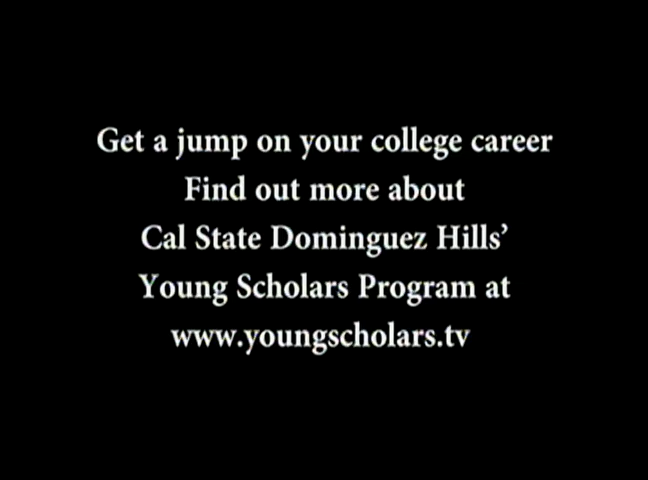 Get a jump on your college career
Find out more about
Cal State Dominguez Hills’
Young Scholars Program at
www.youngscholars.tv